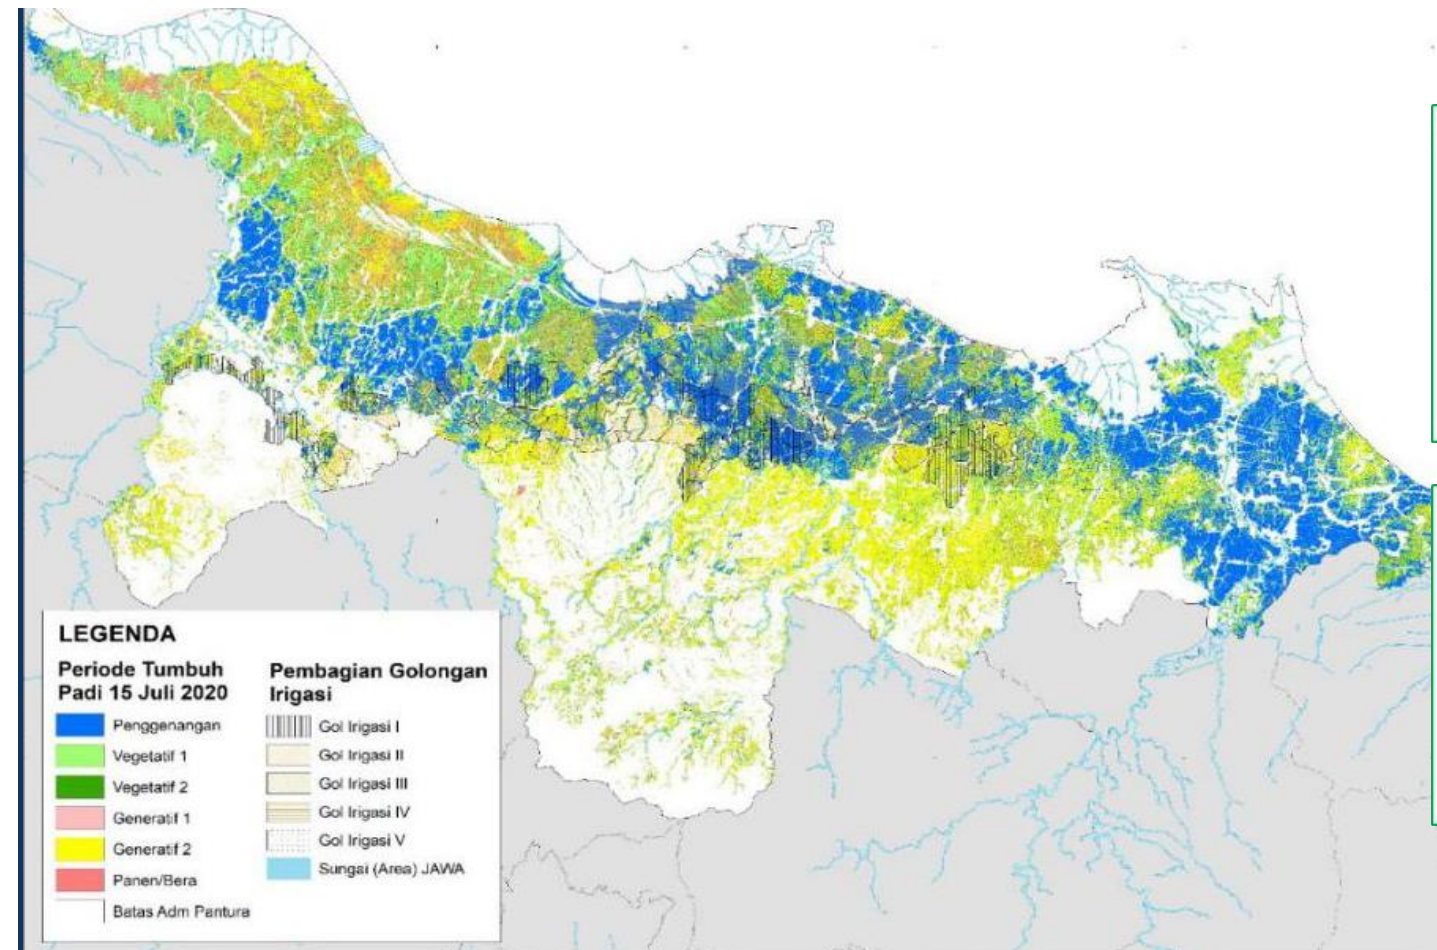 LEGENDA
Periode Tumbuh
Padi 15 Juli 2020
Penggenangan
Vegetatif 1
Vegetatif 2
Generatif 1
Generatif 2
Panen/Bera
Batas Adm Pantura
Pembagian Golongan
Irigasi
Gol Irigasi I
Gol Irigasi II
Gol Irigasi III
Gol Irigasi IV
Gol Irigasi V
Sungai (Area) JAWA